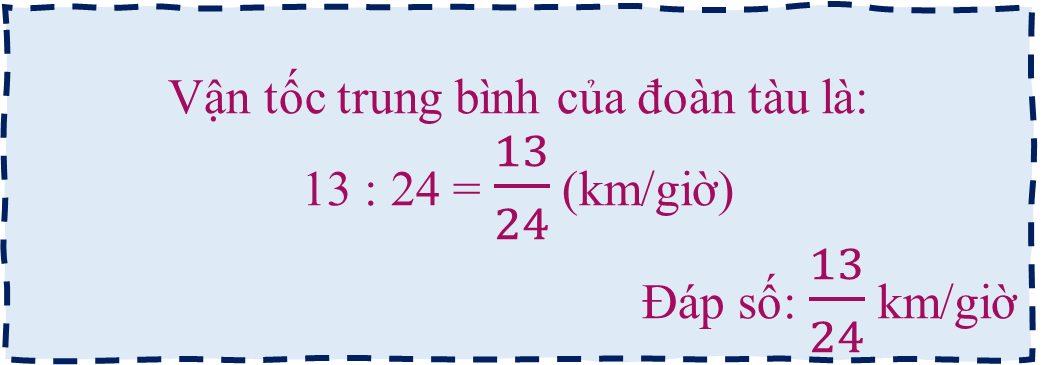 Vận tốc trung bình của đoàn tàu là:
13 : 24 = 13/24 (km/giờ)
Đáp số: 13/24 km/giờ